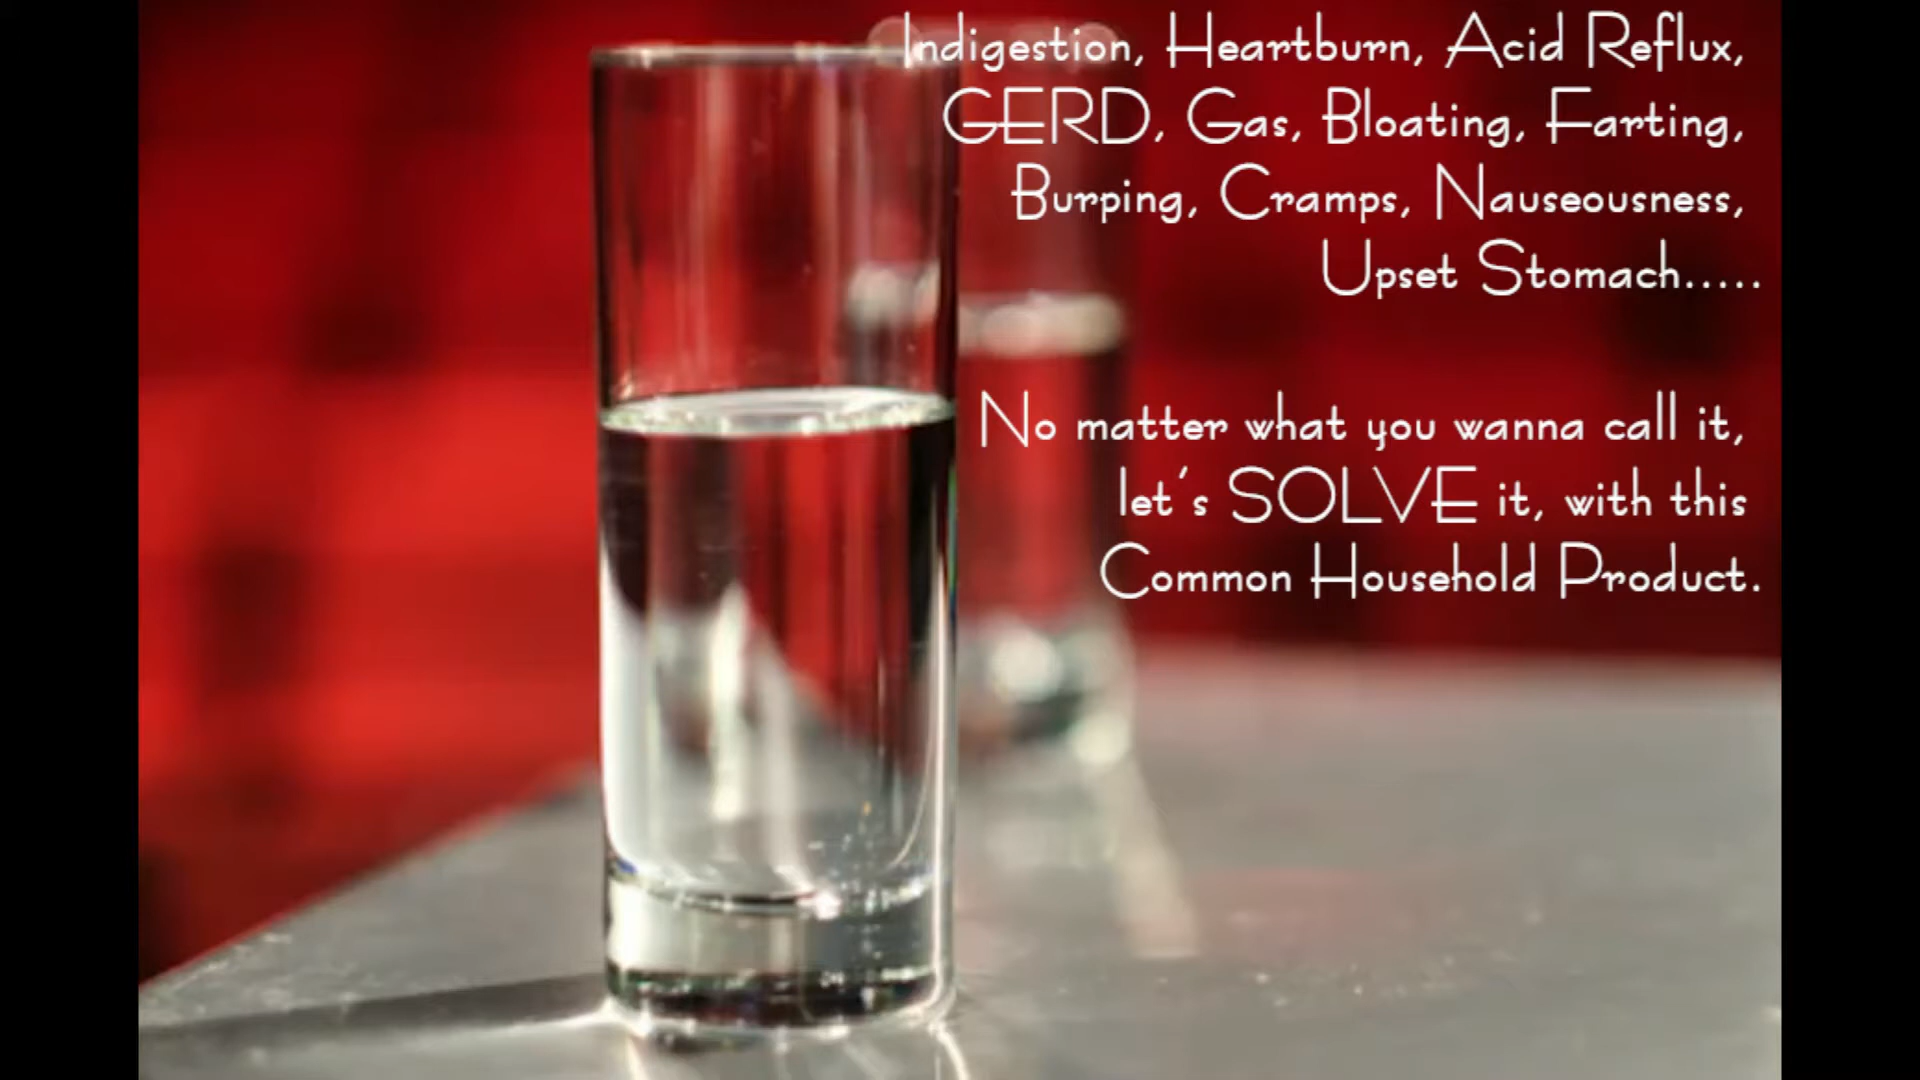 Indigestion, Heartburn, Acid Reflux,
GERD, Gas, Bloating, Farting,
Burping, Cramps, Nauseousness,
Upset Stomach.....
No matter what you wanna call it,
let's SOLVE it, with this
Common Household Product.